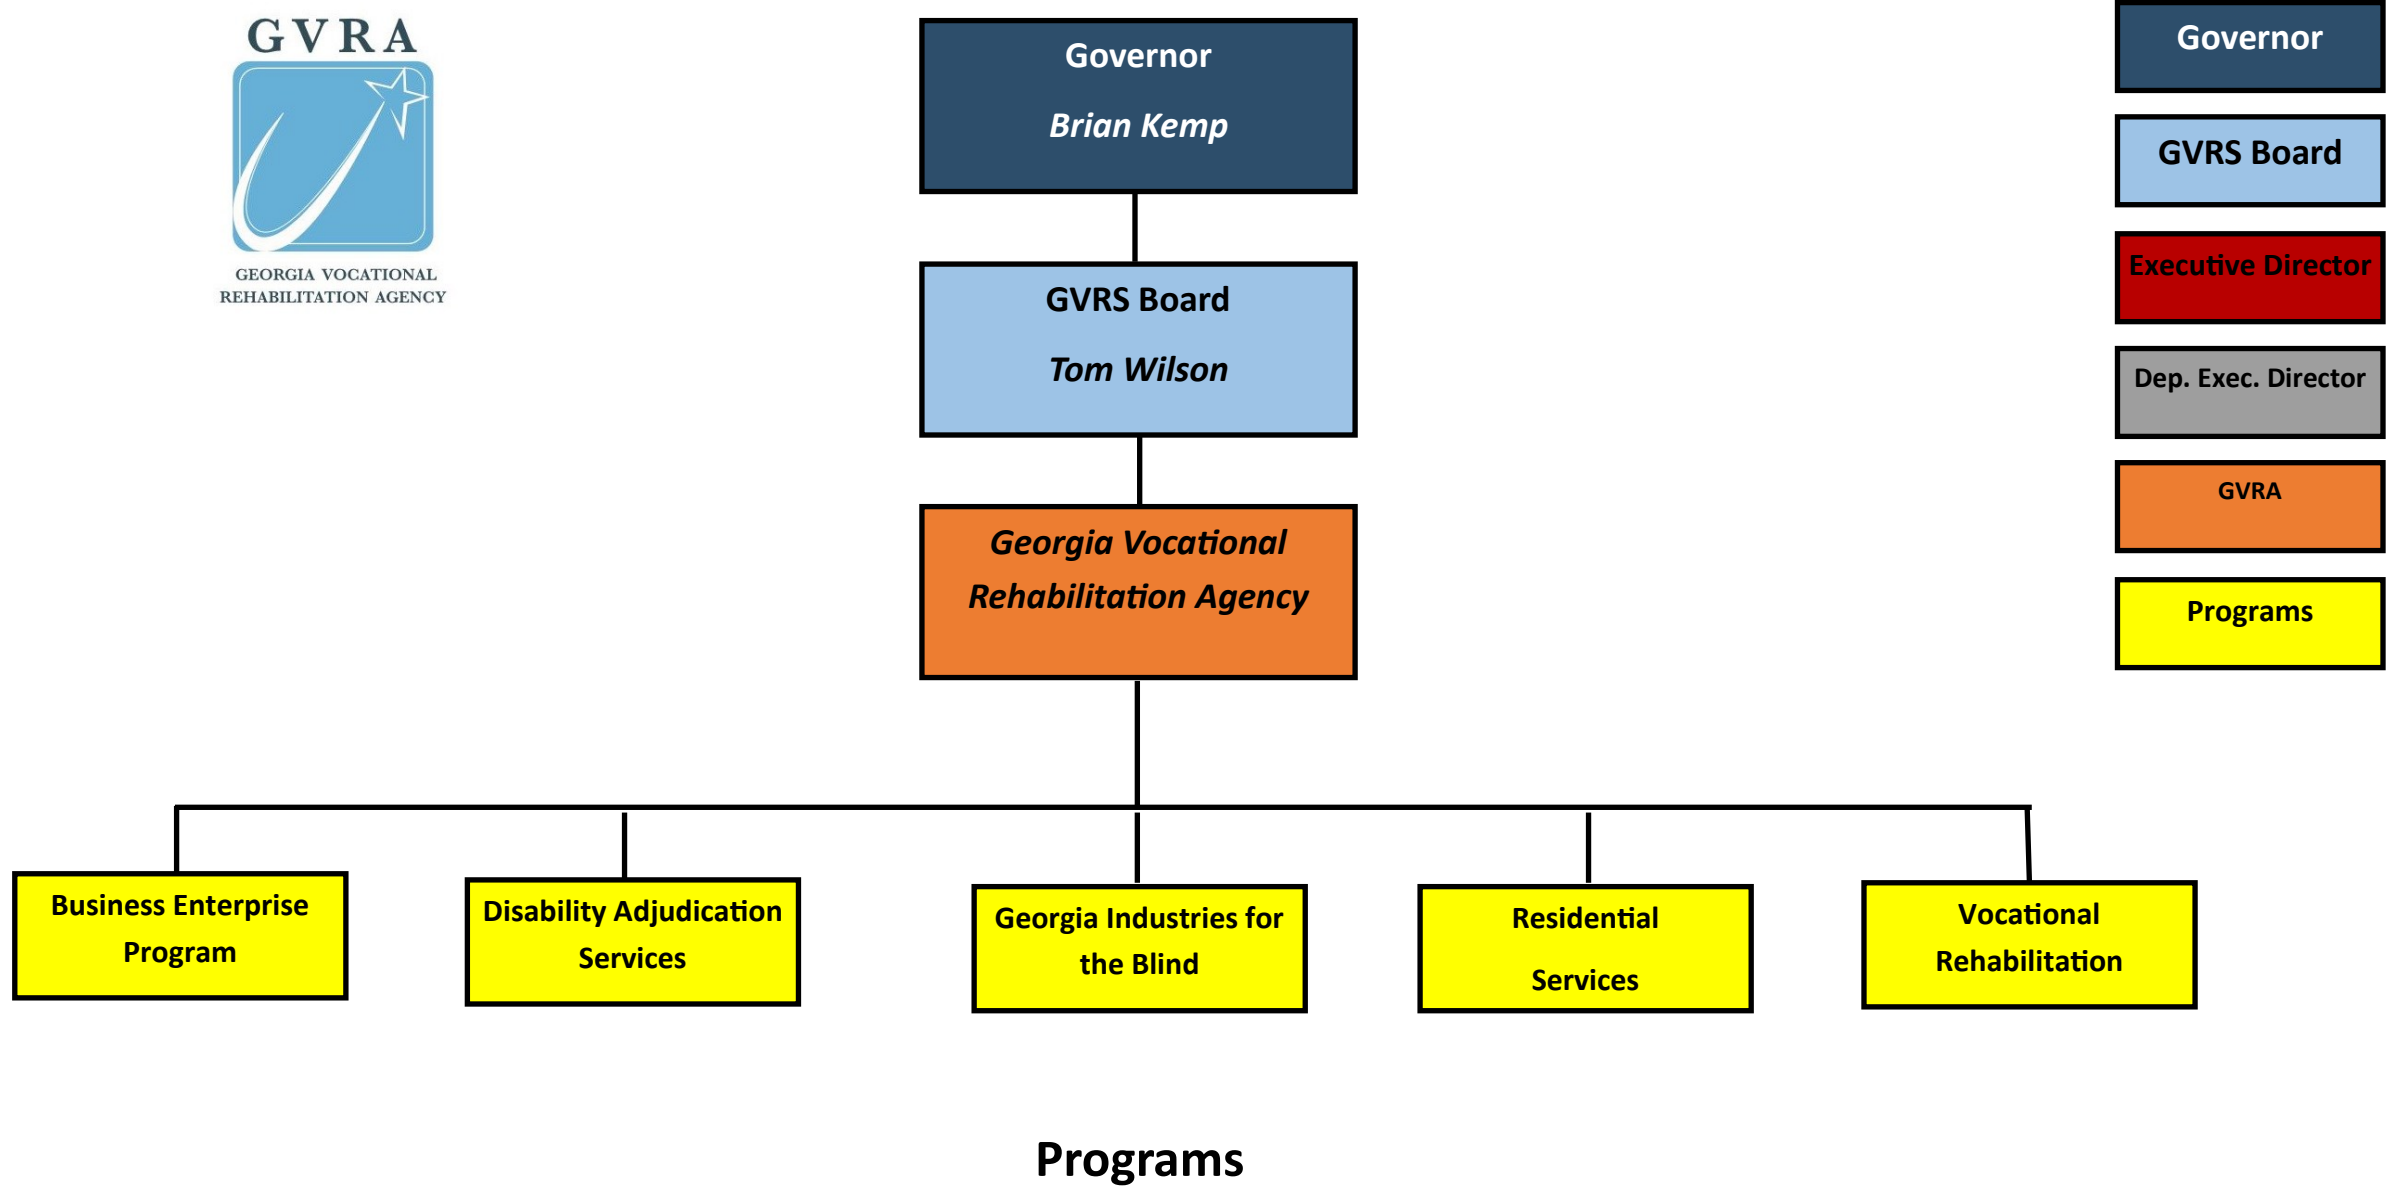 GVRA
GEORGIA VOCATIONAL
REHABILITATION AGENCY
Governor
Brian Kemp
GVRS Board
Tom Wilson
Georgia Vocational
Rehabilitation Agency
Business Enterprise
Program
Disability Adjudication
Services
Georgia Industries for
the Blind
Residential
Services
Vocational
Rehabilitation
Governor
GVRS Board
Executive Director
Dep. Exec. Director
GVRA
Programs
Programs